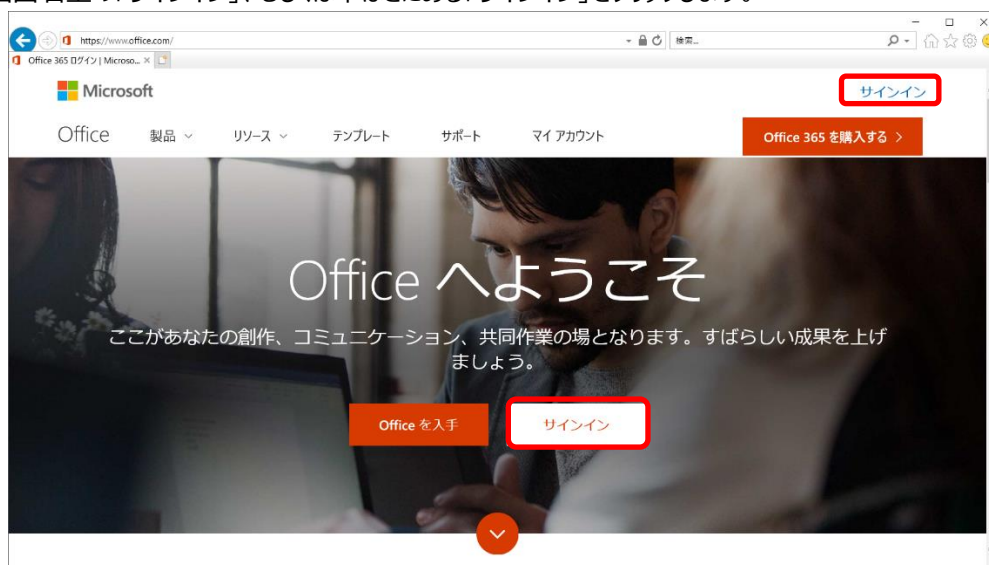 https://www.office.com/
検索...
Office 365 ログイン | Microso...
Microsoft
サインイン
Office 製品 リソース テンプレート サポート マイ アカウント
Office 365 を購入する >
Office へようこそ
ここがあなたの創作、コミュニケーション、共同作業の場となります。すばらしい成果を上げ
ましょう。
Office を入手
サインイン